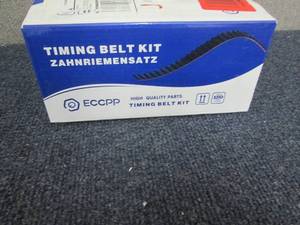 TIMING BELT KIT
ZAHNRIEMENSATZ
ECCPP
HIGH QUALITY PARTS
TIMING BELT KIT